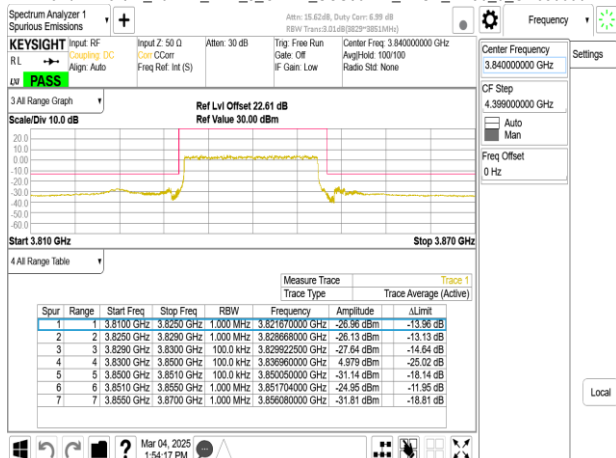 Spectrum Analyzer 1
Spurious Emissions
Attn: 15.62dB, Duty Corr: 6.99 dB
RBW Trans:3.01dB(3829~3851MHz)
Frequency
KEYSIGHT
Input: RF
Coupling: DC
Align: Auto
Input Z: 50 Ω
Corr CCorr
Freq Ref: Int (S)
Atten: 30 dB
Trig: Free Run
Gate: Off
IF Gain: Low
Center Freq: 3.840000000 GHz
Avg|Hold: 100/100
Radio Std: None
RL
LXI
PASS
Center Frequency
3.840000000 GHz
Settings
CF Step
4.399000000 GHz
Auto
Man
Freq Offset
0 Hz
3 All Range Graph
Scale/Div 10.0 dB
Ref Lvl Offset 22.61 dB
Ref Value 30.00 dBm
20.0
10.0
0.00
-10.0
-20.0
-30.0
-40.0
-50.0
-60.0
Start 3.810 GHz
Stop 3.870 GHz
4 All Range Table
Measure Trace Trace 1
Trace Type Trace Average (Active)
Spur Range Start Freq Stop Freq RBW Frequency Amplitude ΔLimit
1 1 3.8100 GHz 3.8250 GHz 1.000 MHz 3.821670000 GHz -26.96 dBm -13.96 dB
2 2 3.8250 GHz 3.8290 GHz 1.000 MHz 3.828668000 GHz -26.13 dBm -13.13 dB
3 3 3.8290 GHz 3.8300 GHz 100.0 kHz 3.829922500 GHz -27.64 dBm -14.64 dB
4 4 3.8300 GHz 3.8500 GHz 100.0 kHz 3.836960000 GHz 4.979 dBm -25.02 dB
5 5 3.8500 GHz 3.8510 GHz 100.0 kHz 3.850050000 GHz -31.14 dBm -18.14 dB
6 6 3.8510 GHz 3.8550 GHz 1.000 MHz 3.851704000 GHz -24.95 dBm -11.95 dB
7 7 3.8550 GHz 3.8700 GHz 1.000 MHz 3.856080000 GHz -31.81 dBm -18.81 dB
Local
Mar 04, 2025
1:54:17 PM